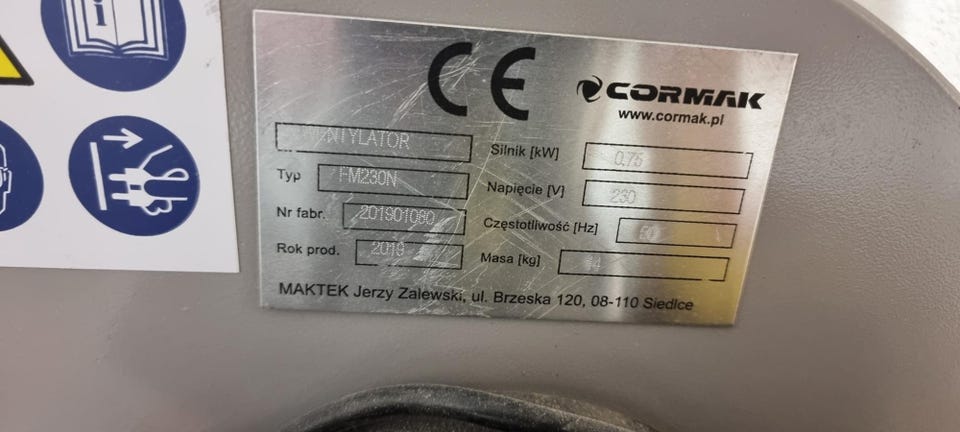 CE
CORMAK
www.cormak.pl
WENTYLATOR
Typ FM230N
Nr fabr. 201901080
Rok prod. 2019
Silnik [kW] 0,75
Napięcie [V] 230
Częstotliwość [Hz] 50
Masa [kg]
MAKTEK Jerzy Zalewski, ul. Brzeska 120, 08-110 Siedlce